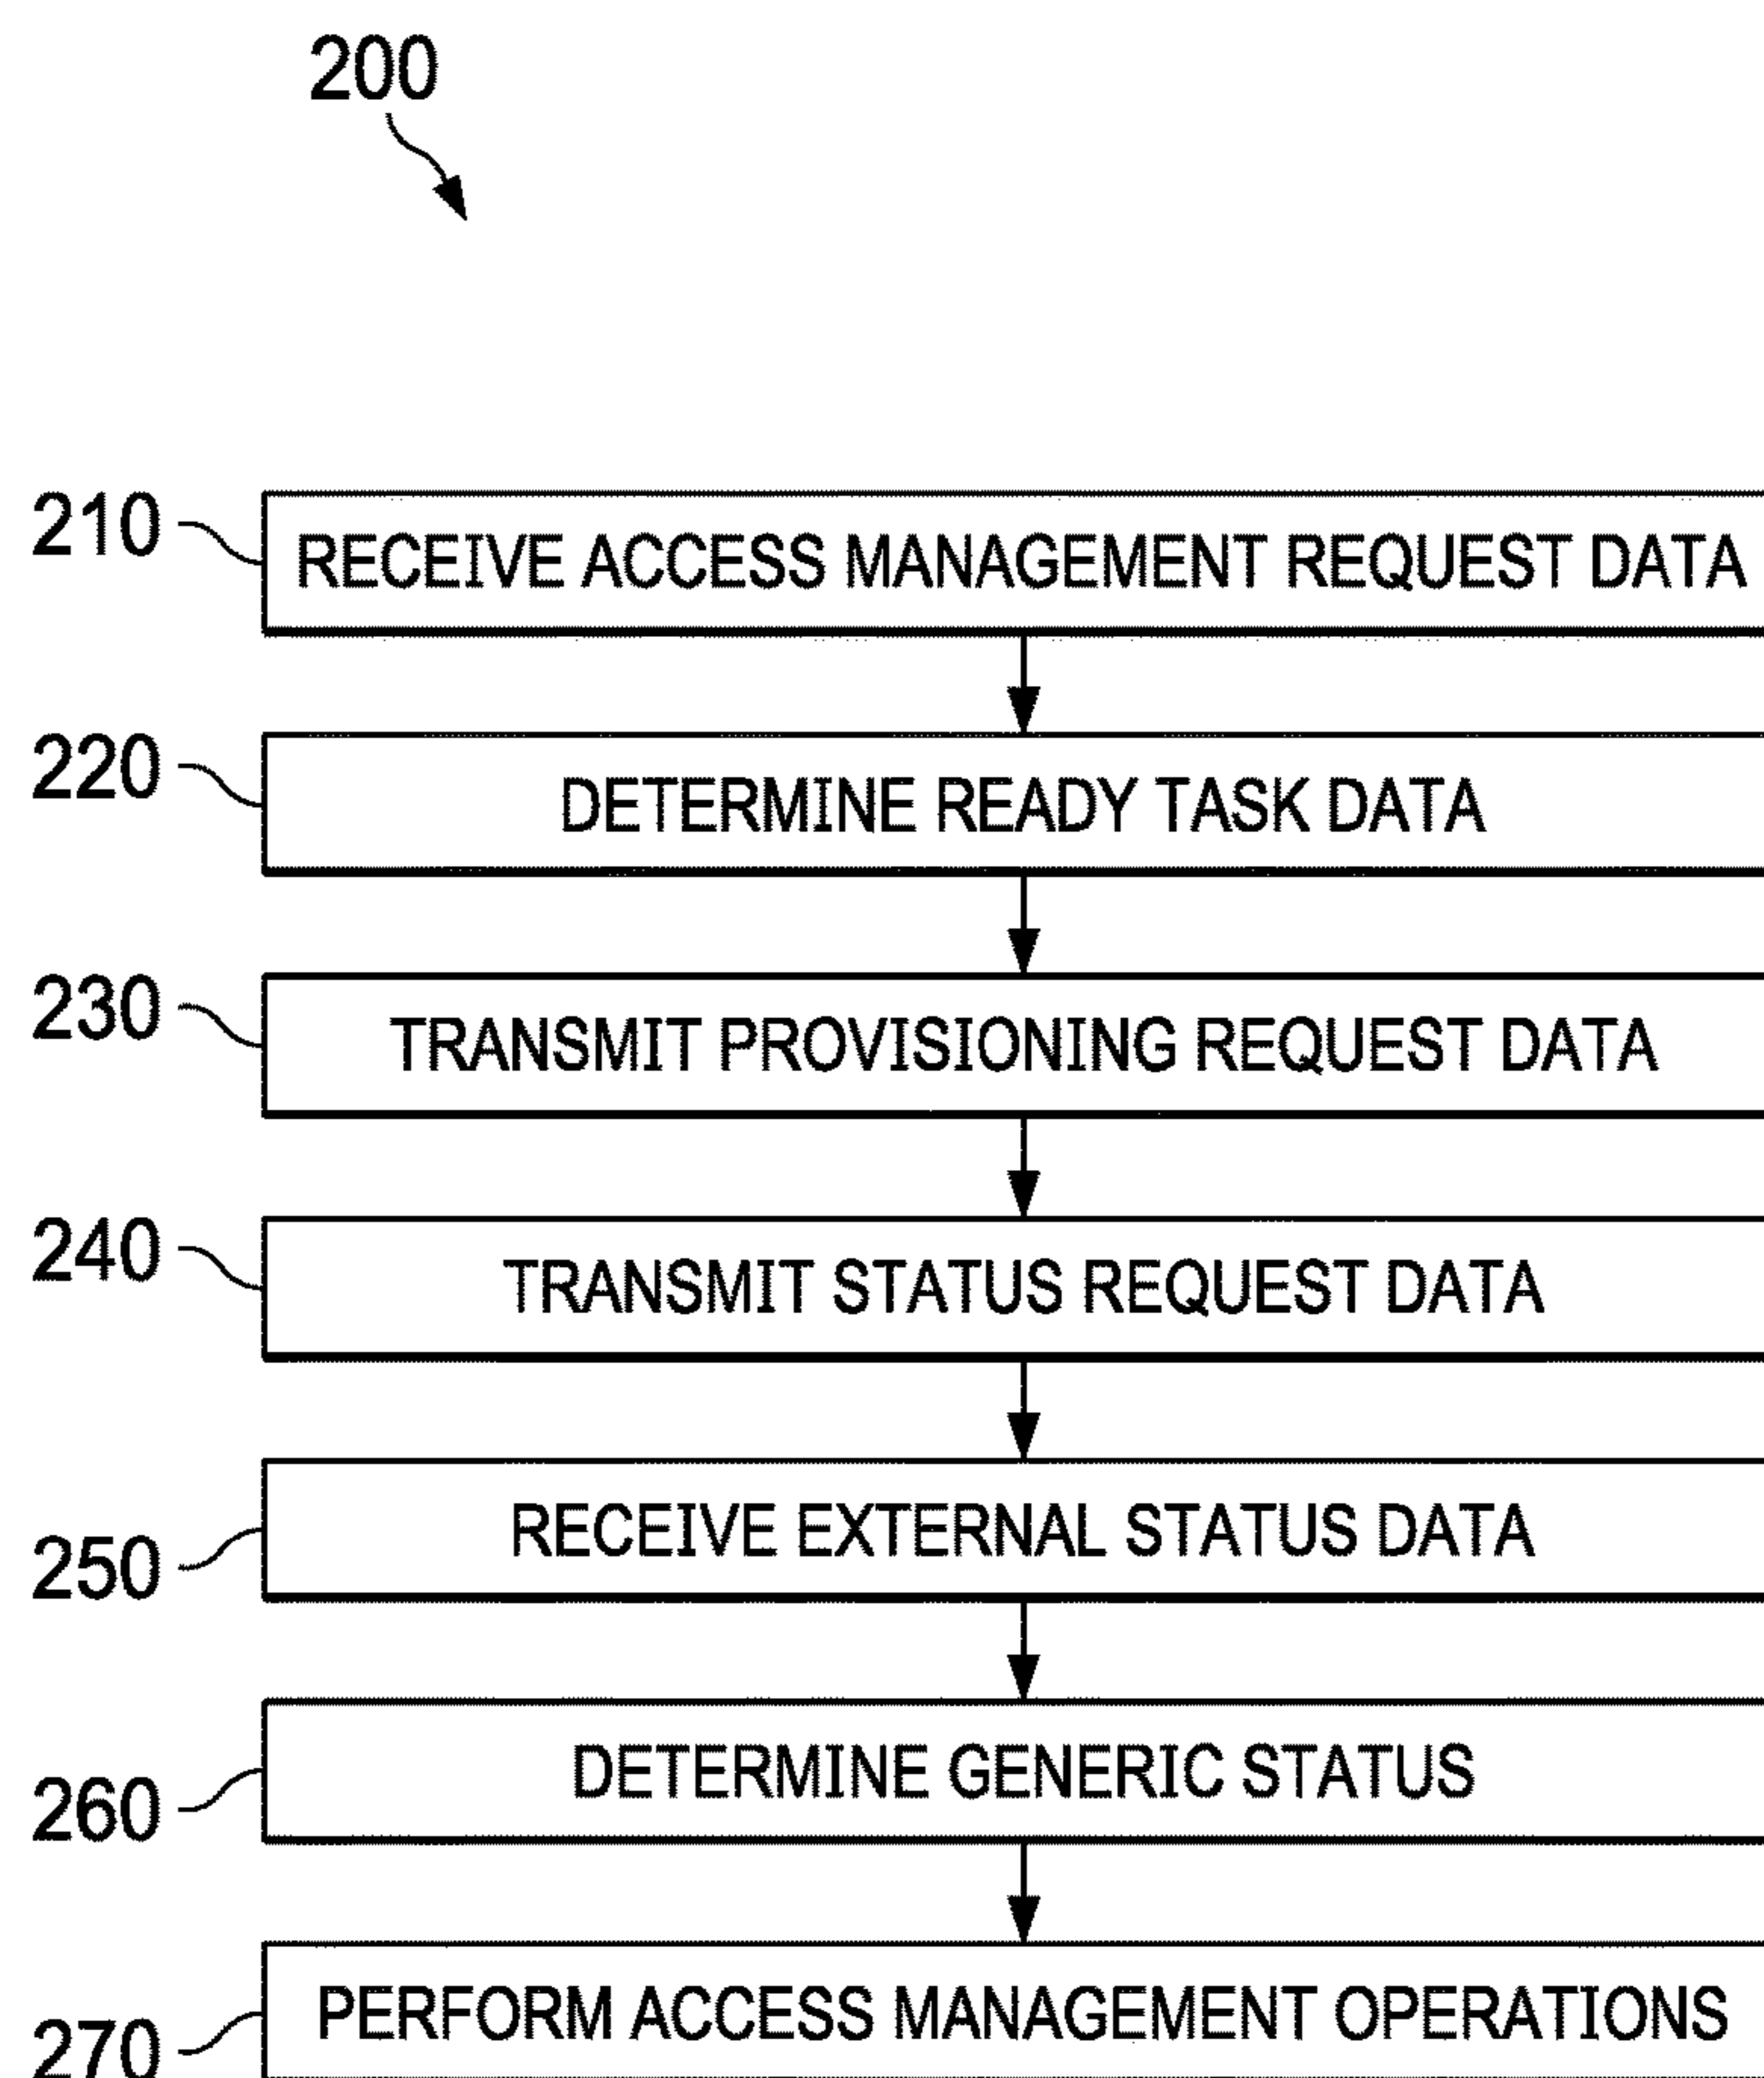 200
210 RECEIVE ACCESS MANAGEMENT REQUEST DATA
220 DETERMINE READY TASK DATA
230 TRANSMIT PROVISIONING REQUEST DATA
240 TRANSMIT STATUS REQUEST DATA
250 RECEIVE EXTERNAL STATUS DATA
260 DETERMINE GENERIC STATUS
270 PERFORM ACCESS MANAGEMENT OPERATIONS